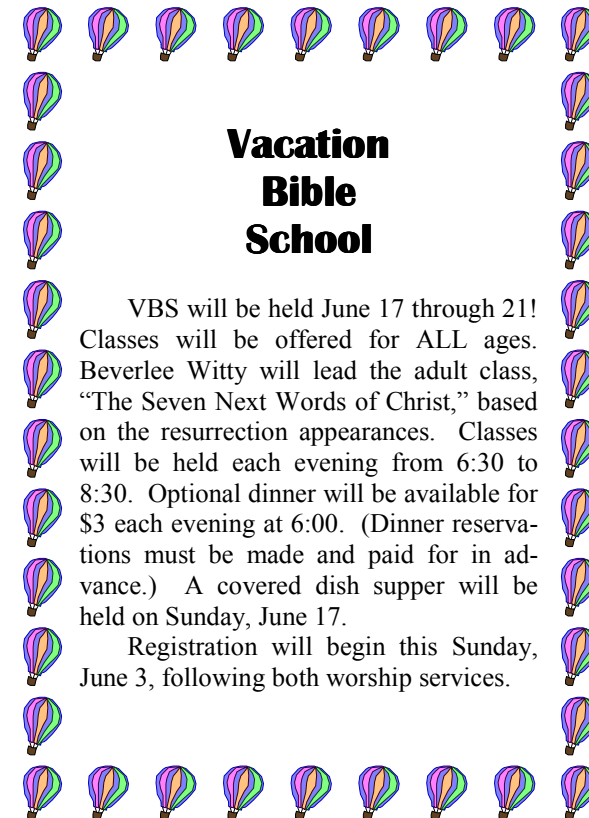 Vacation
Bible
School
VBS will be held June 17 through 21!
Classes will be offered for ALL ages.
Beverlee Witty will lead the adult class,
“The Seven Next Words of Christ,” based
on the resurrection appearances. Classes
will be held each evening from 6:30 to
8:30. Optional dinner will be available for
$3 each evening at 6:00. (Dinner reserva-
tions must be made and paid for in ad-
vance.) A covered dish supper will be
held on Sunday, June 17.
Registration will begin this Sunday,
June 3, following both worship services.